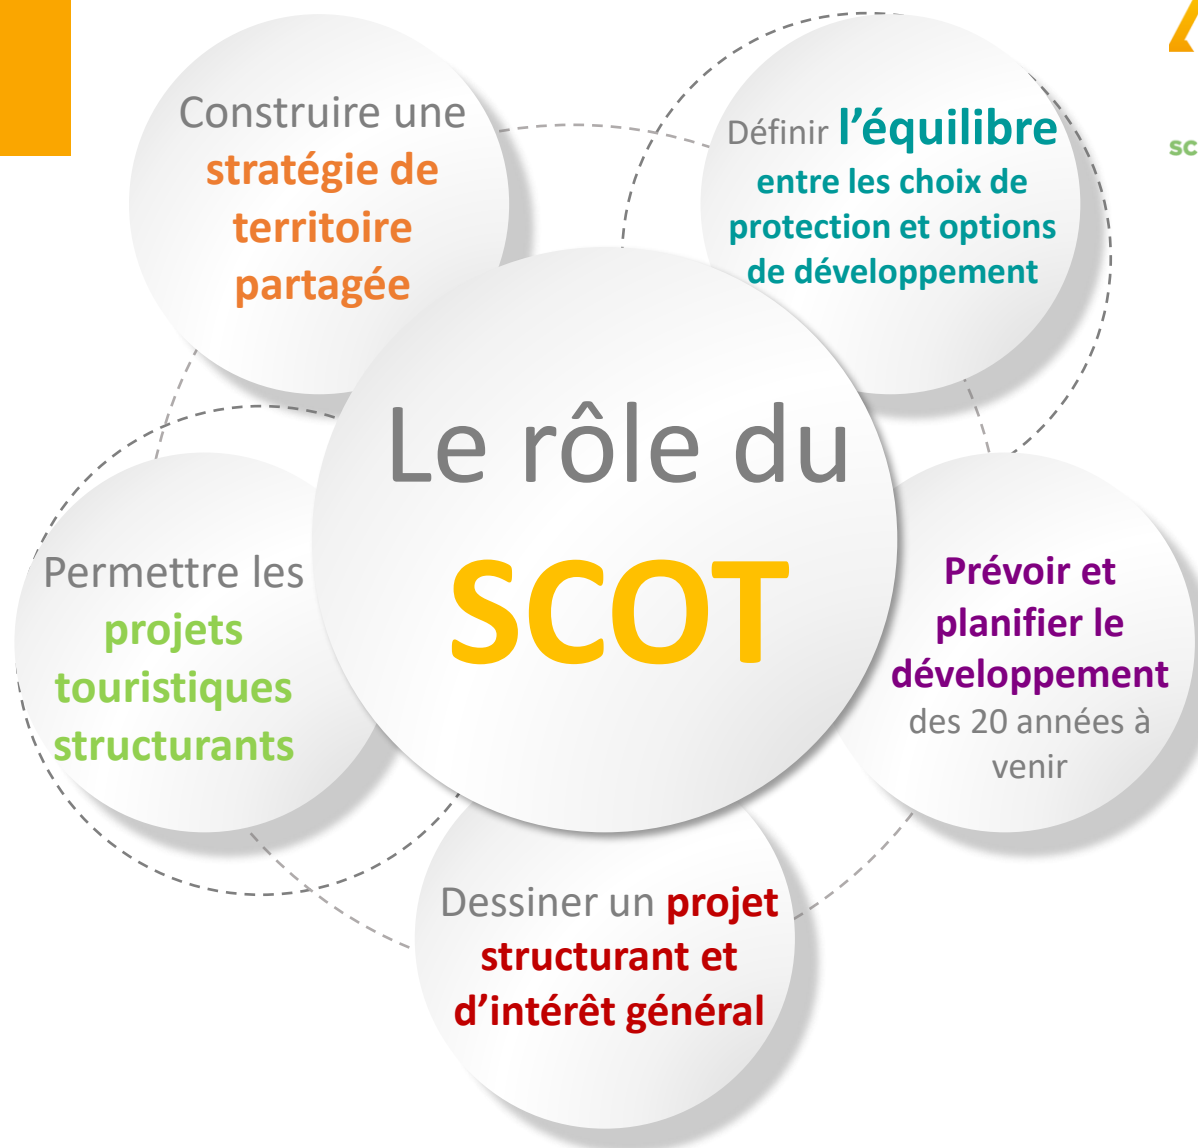 Construire une
stratégie de
territoire
partagée
Définir l’équilibre
entre les choix de
protection et options
de développement
Le rôle du
SCOT
Permettre les
projets
touristiques
structurants
Prévoir et
planifier le
développement
des 20 années à
venir
Dessiner un projet
structurant et
d’intérêt général